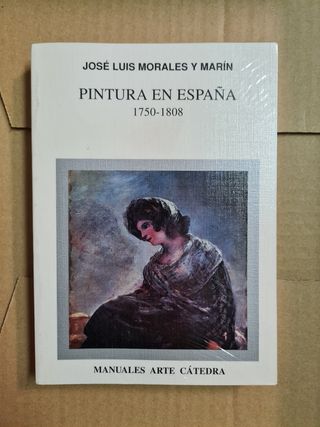 JOSÉ LUIS MORALES Y MARÍN
PINTURA EN ESPAÑA
1750-1808
MANUALES ARTE CÁTEDRA